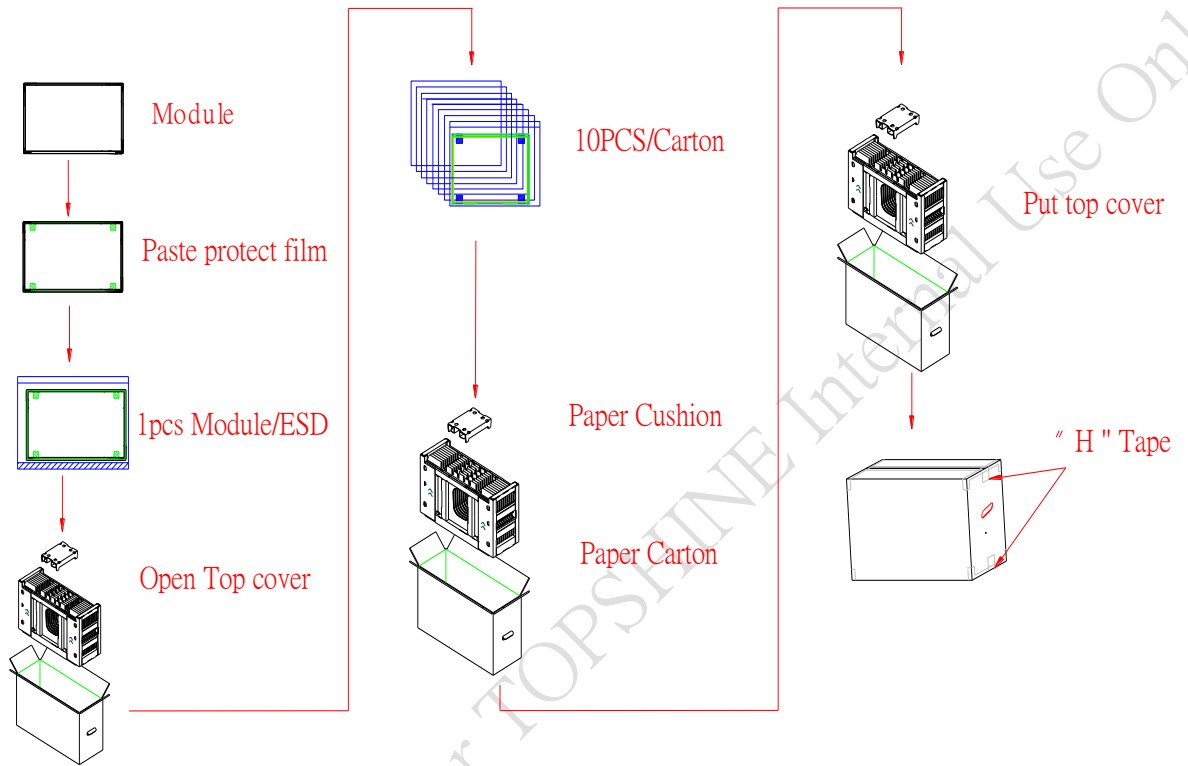 Module
Paste protect film
1pcs Module/ESD
Open Top cover
10PCS/Carton
Paper Cushion
Paper Carton
Put top cover
" H " Tape
TOPSHINE Internal Use